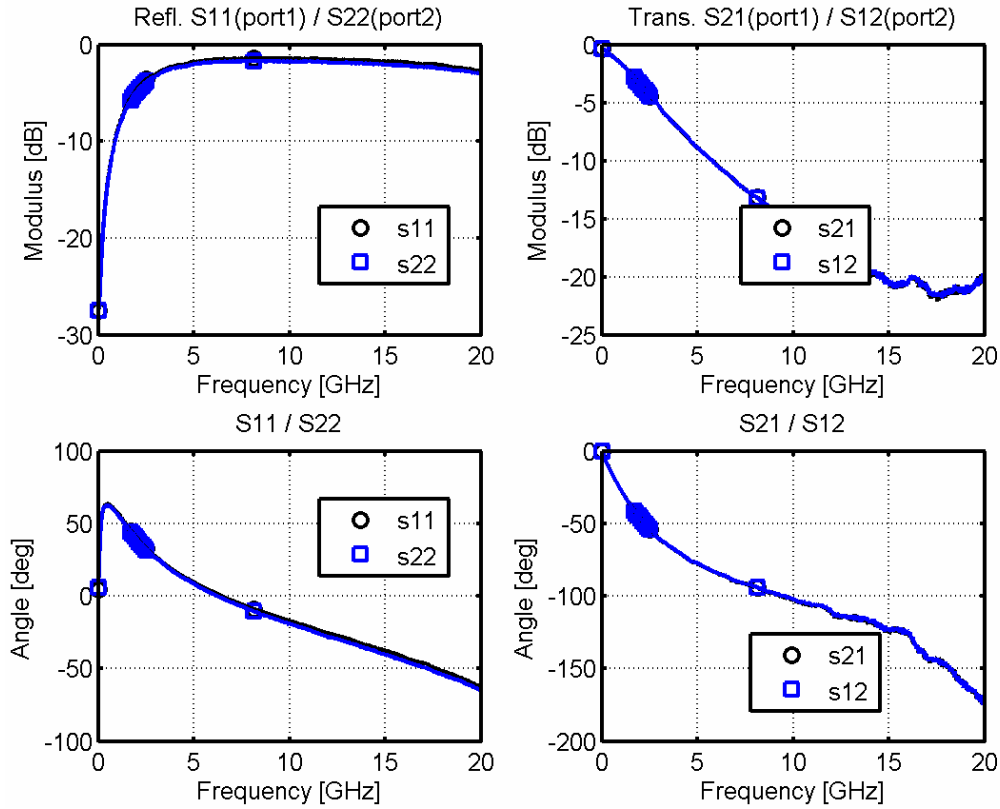 Refl. S11(port1) / S22(port2)
Modulus [dB]
0
-10
-20
-30
s11
s22
0 5 10 15 20
Frequency [GHz]
Trans. S21(port1) / S12(port2)
Modulus [dB]
0
-5
-10
-15
-20
-25
s21
s12
0 5 10 15 20
Frequency [GHz]
S11 / S22
Angle [deg]
100
50
0
-50
-100
s11
s22
0 5 10 15 20
Frequency [GHz]
S21 / S12
Angle [deg]
0
-50
-100
-150
-200
s21
s12
0 5 10 15 20
Frequency [GHz]